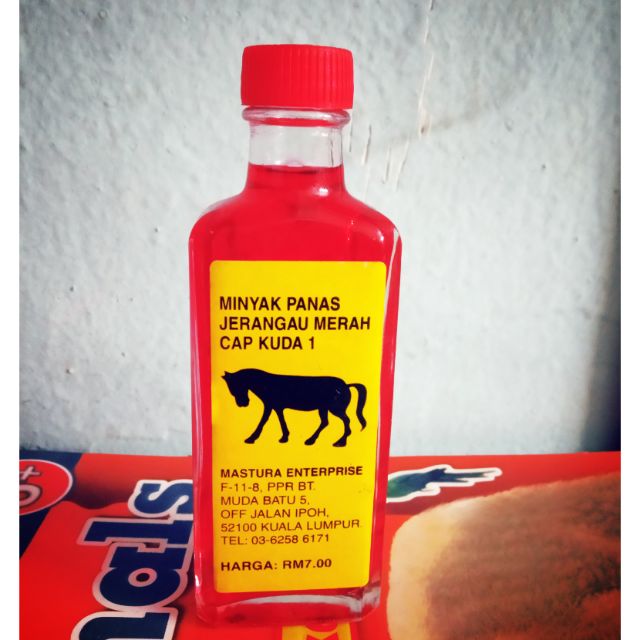 MINYAK PANAS
JERANGAU MERAH
CAP KUDA 1
MASTURA ENTERPRISE
F-11-8, PPR BT.
MUDA BATU 5,
OFF JALAN IPOH,
52100 KUALA LUMPUR.
TEL: 03-6258 6171
HARGA: RM7.00
als